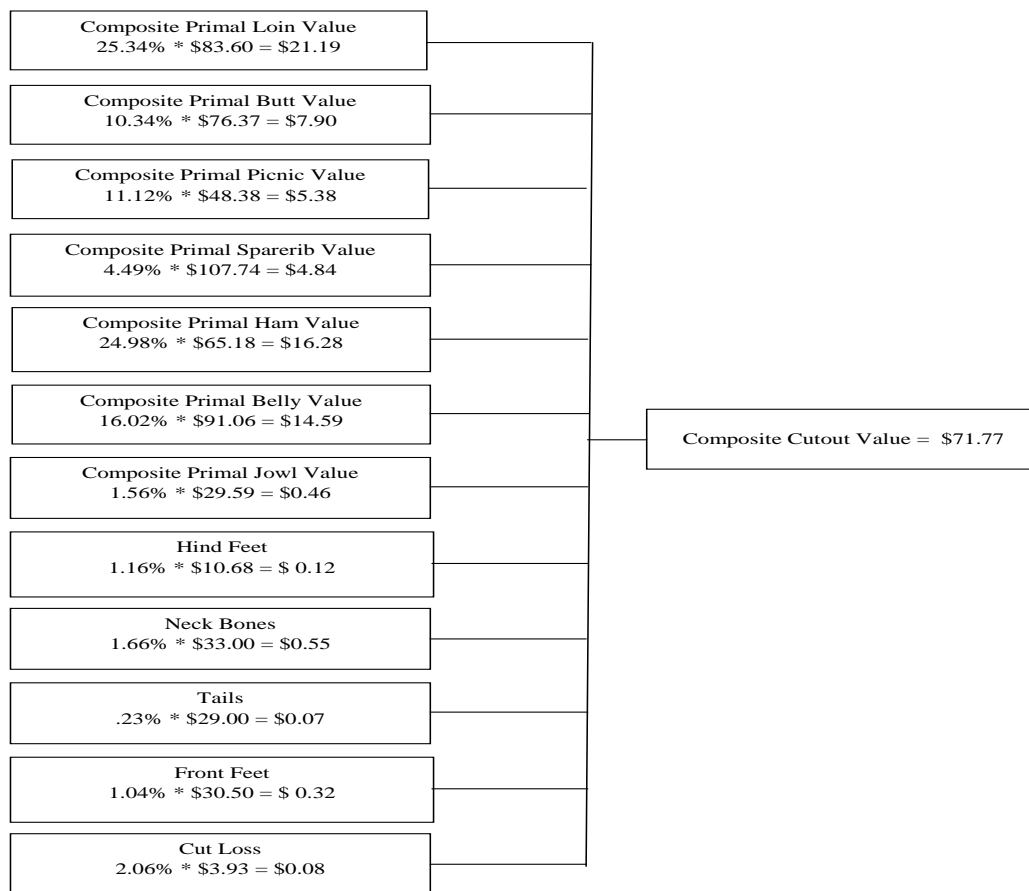 Composite Primal Loin Value
25.34% * $83.60 = $21.19
Composite Primal Butt Value
10.34% * $76.37 = $7.90
Composite Primal Picnic Value
11.12% * $48.38 = $5.38
Composite Primal Sparerib Value
4.49% * $107.74 = $4.84
Composite Primal Ham Value
24.98% * $65.18 = $16.28
Composite Primal Belly Value
16.02% * $91.06 = $14.59
Composite Primal Jowl Value
1.56% * $29.59 = $0.46
Hind Feet
1.16% * $10.68 = $ 0.12
Neck Bones
1.66% * $33.00 = $0.55
Tails
.23% * $29.00 = $0.07
Front Feet
1.04% * $30.50 = $ 0.32
Cut Loss
2.06% * $3.93 = $0.08
Composite Cutout Value = $71.77